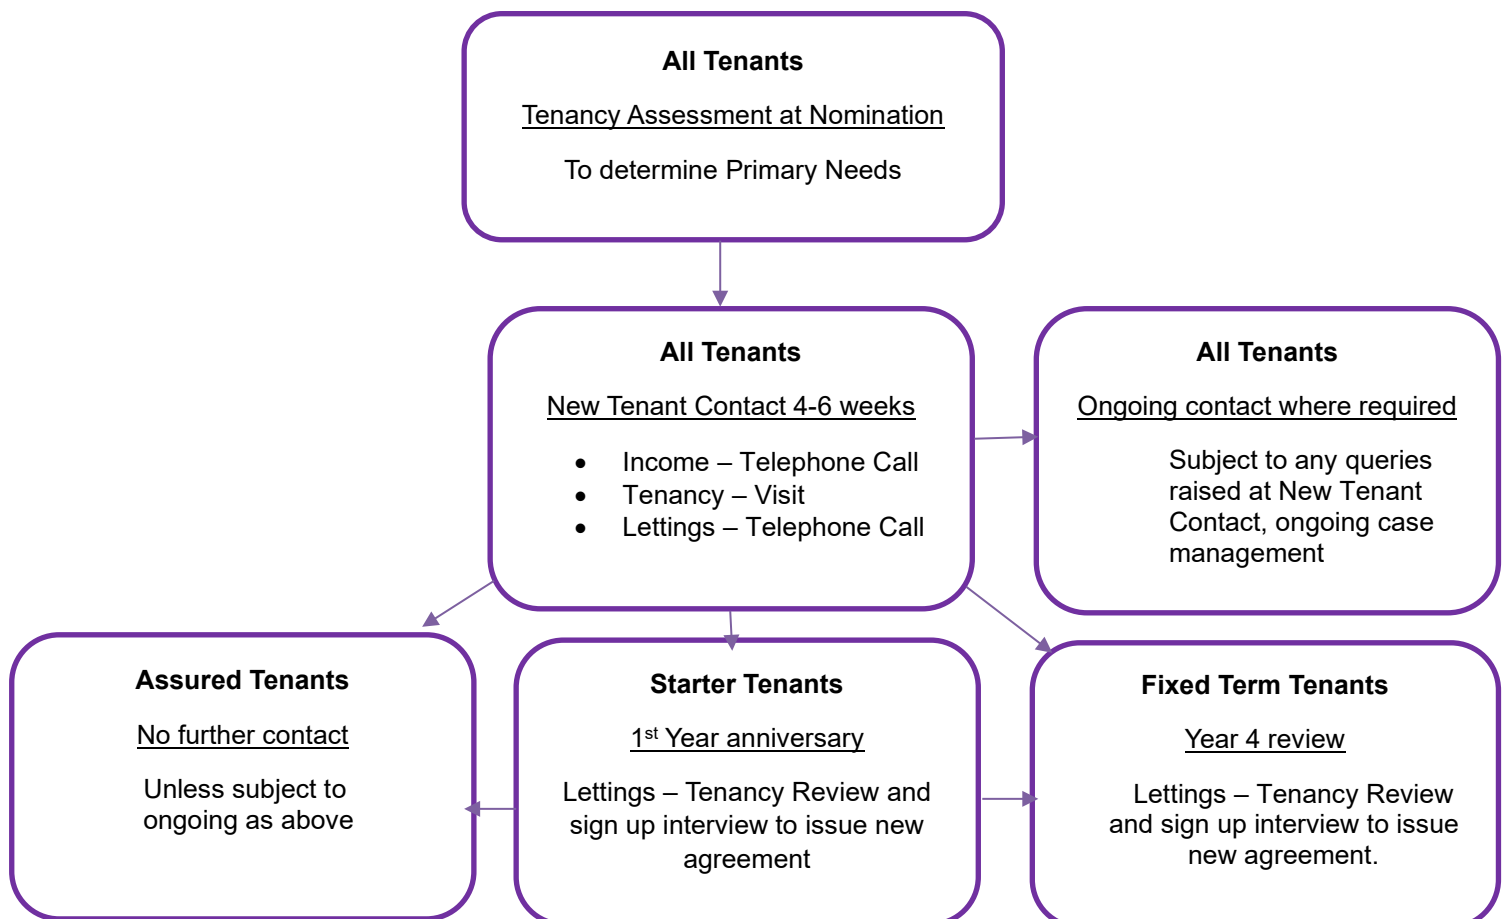 All Tenants
Tenancy Assessment at Nomination
To determine Primary Needs
All Tenants
New Tenant Contact 4-6 weeks
• Income – Telephone Call
• Tenancy – Visit
• Lettings – Telephone Call
All Tenants
Ongoing contact where required
Subject to any queries
raised at New Tenant
Contact, ongoing case
management
Assured Tenants
No further contact
Unless subject to
ongoing as above
Starter Tenants
1st Year anniversary
Lettings – Tenancy Review and
sign up interview to issue new
agreement
Fixed Term Tenants
Year 4 review
Lettings – Tenancy Review
and sign up interview to issue
new agreement.